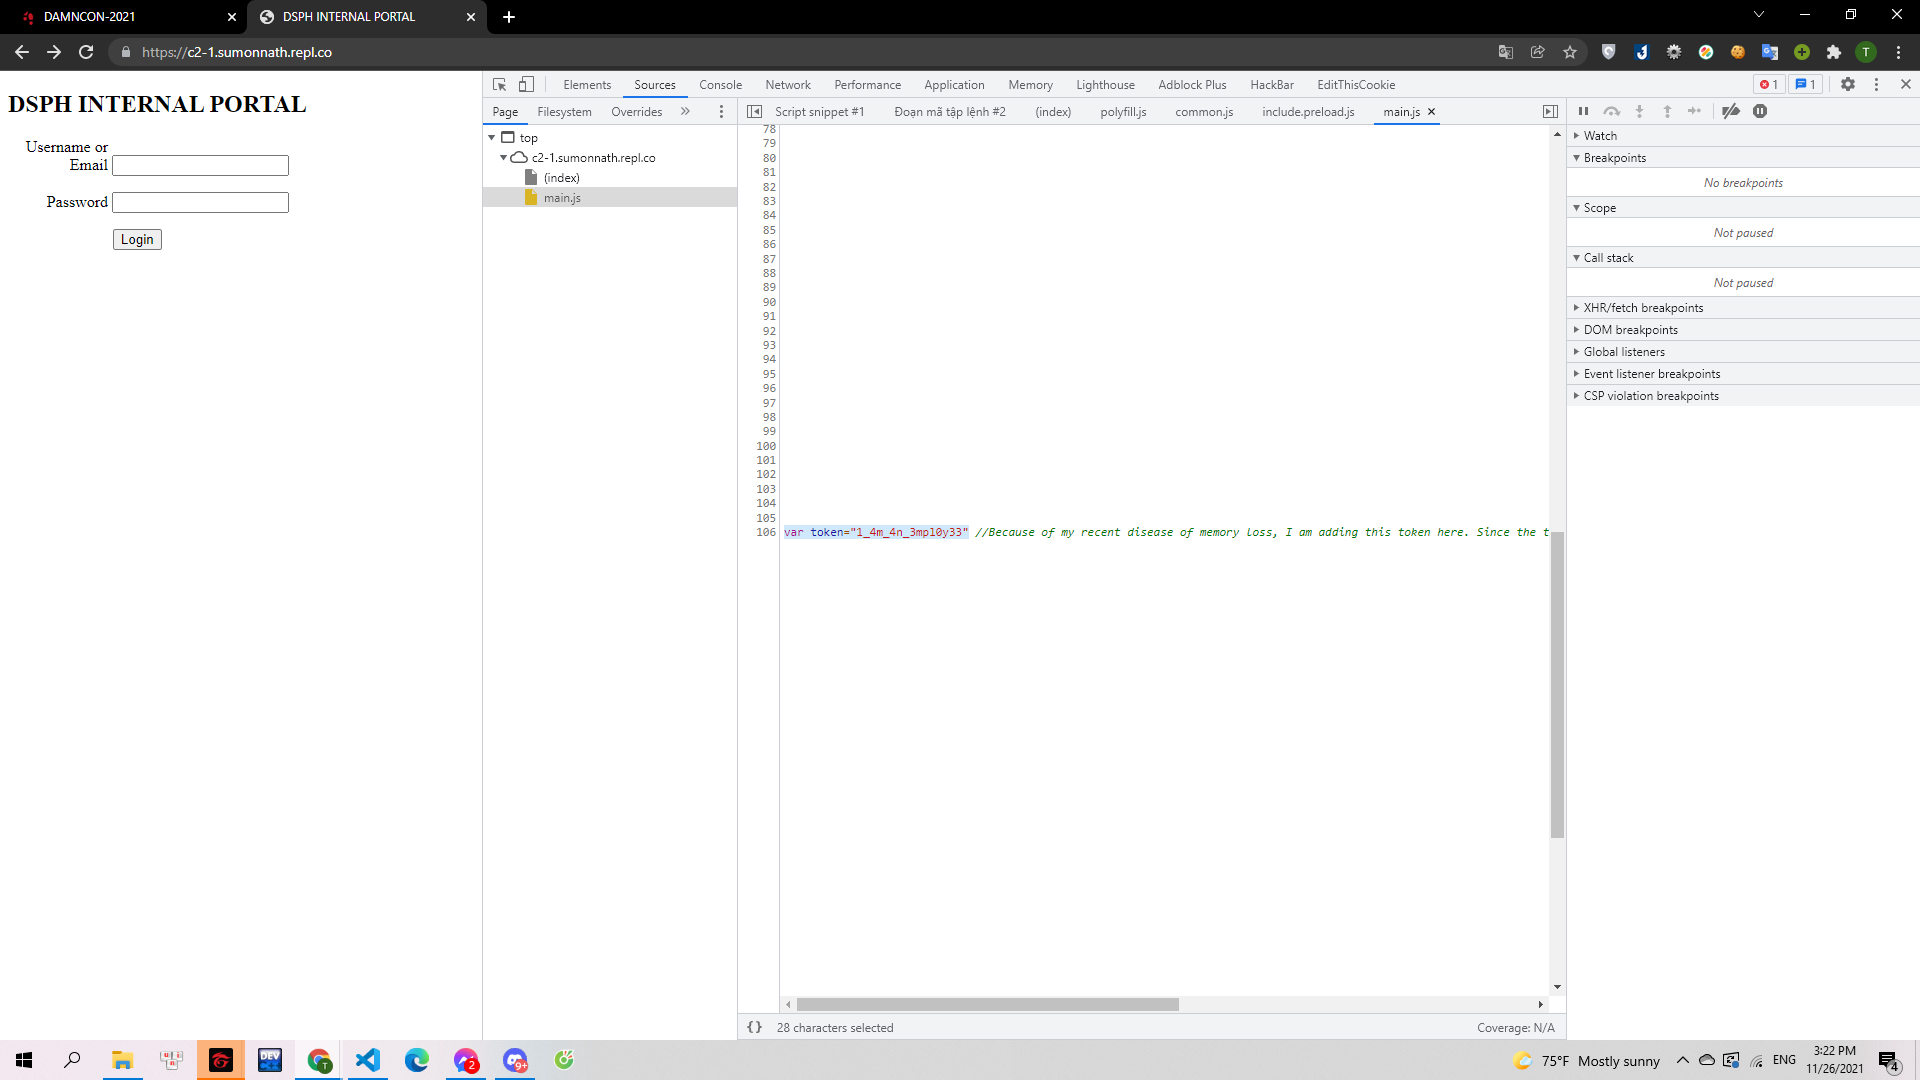 DAMNCON-2021
DSPH INTERNAL PORTAL
https://c2-1.sumonnath.repl.co
T
DSPH INTERNAL PORTAL
Username or
Email
Password
Login
Elements Sources Console Network Performance Application Memory Lighthouse Adblock Plus HackBar EditThisCookie
1 1
Page Filesystem Overrides »
Script snippet #1 Đoạn mã tập lệnh #2 (index) polyfill.js common.js include.preload.js main.js
top
c2-1.sumonnath.repl.co
(index)
main.js
78
79
80
81
82
83
84
85
86
87
88
89
90
91
92
93
94
95
96
97
98
99
100
101
102
103
104
105
106 var token="1_4m_4n_3mpl0y33" //Because of my recent disease of memory loss, I am adding this token here. Since the t
{} 28 characters selected
Coverage: N/A
Watch
Breakpoints
No breakpoints
Scope
Not paused
Call stack
Not paused
XHR/fetch breakpoints
DOM breakpoints
Global listeners
Event listener breakpoints
CSP violation breakpoints
DEV
T
2
9+
75°F Mostly sunny
ENG
3:22 PM
11/26/2021
4